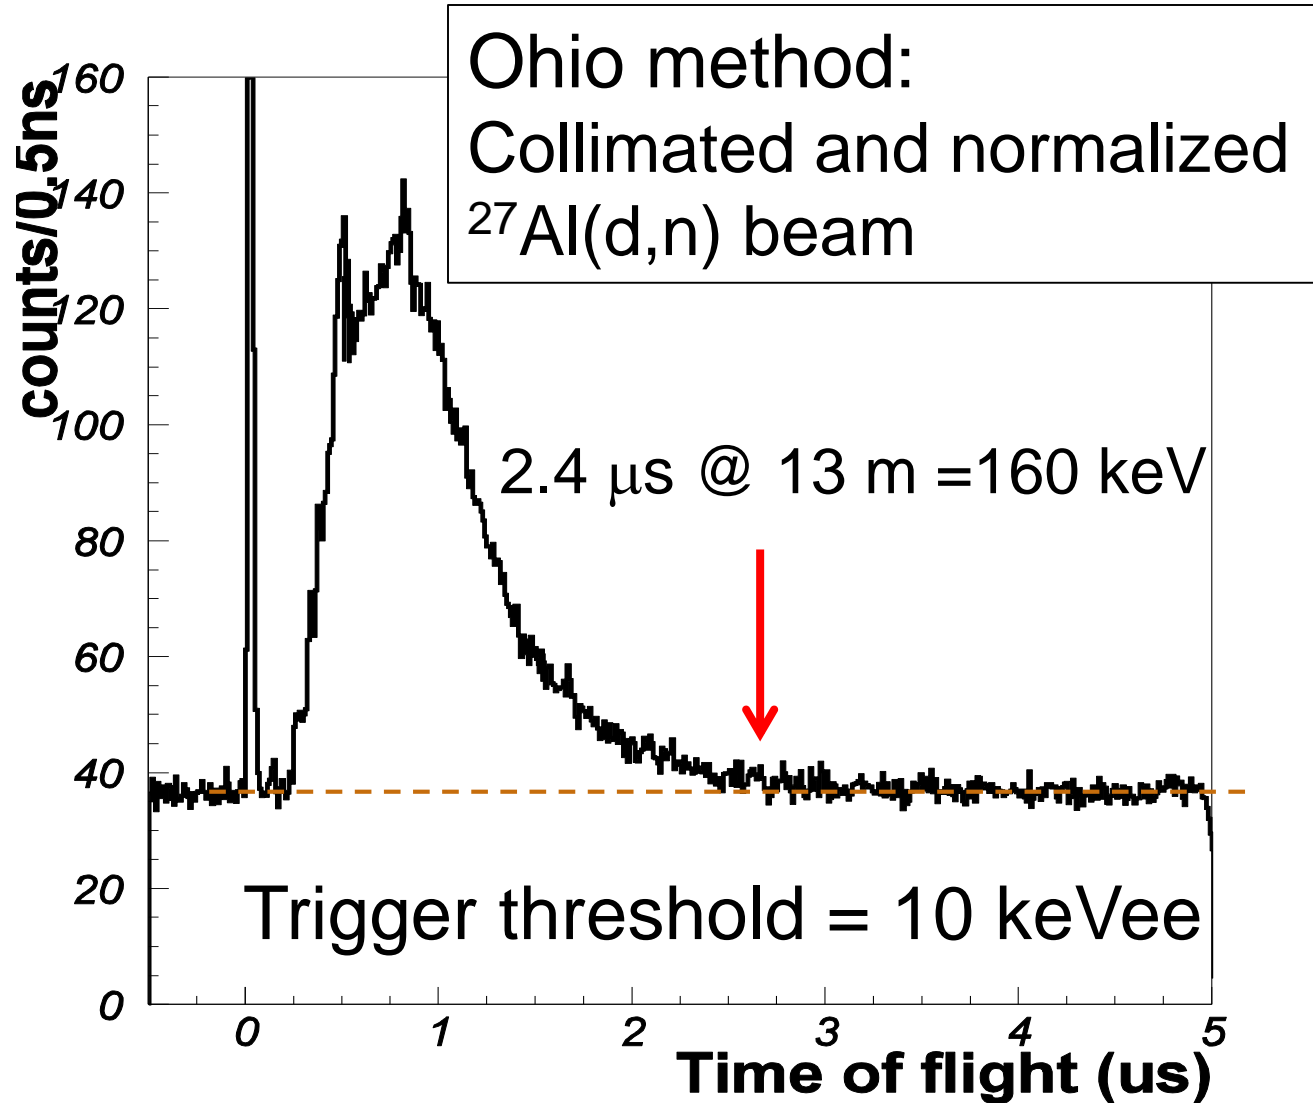 Ohio method:
Collimated and normalized
²⁷Al(d,n) beam
counts/0.5ns
160
140
120
100
80
60
40
20
0
2.4 μs @ 13 m =160 keV
Trigger threshold = 10 keVee
0 1 2 3 4 5
Time of flight (us)